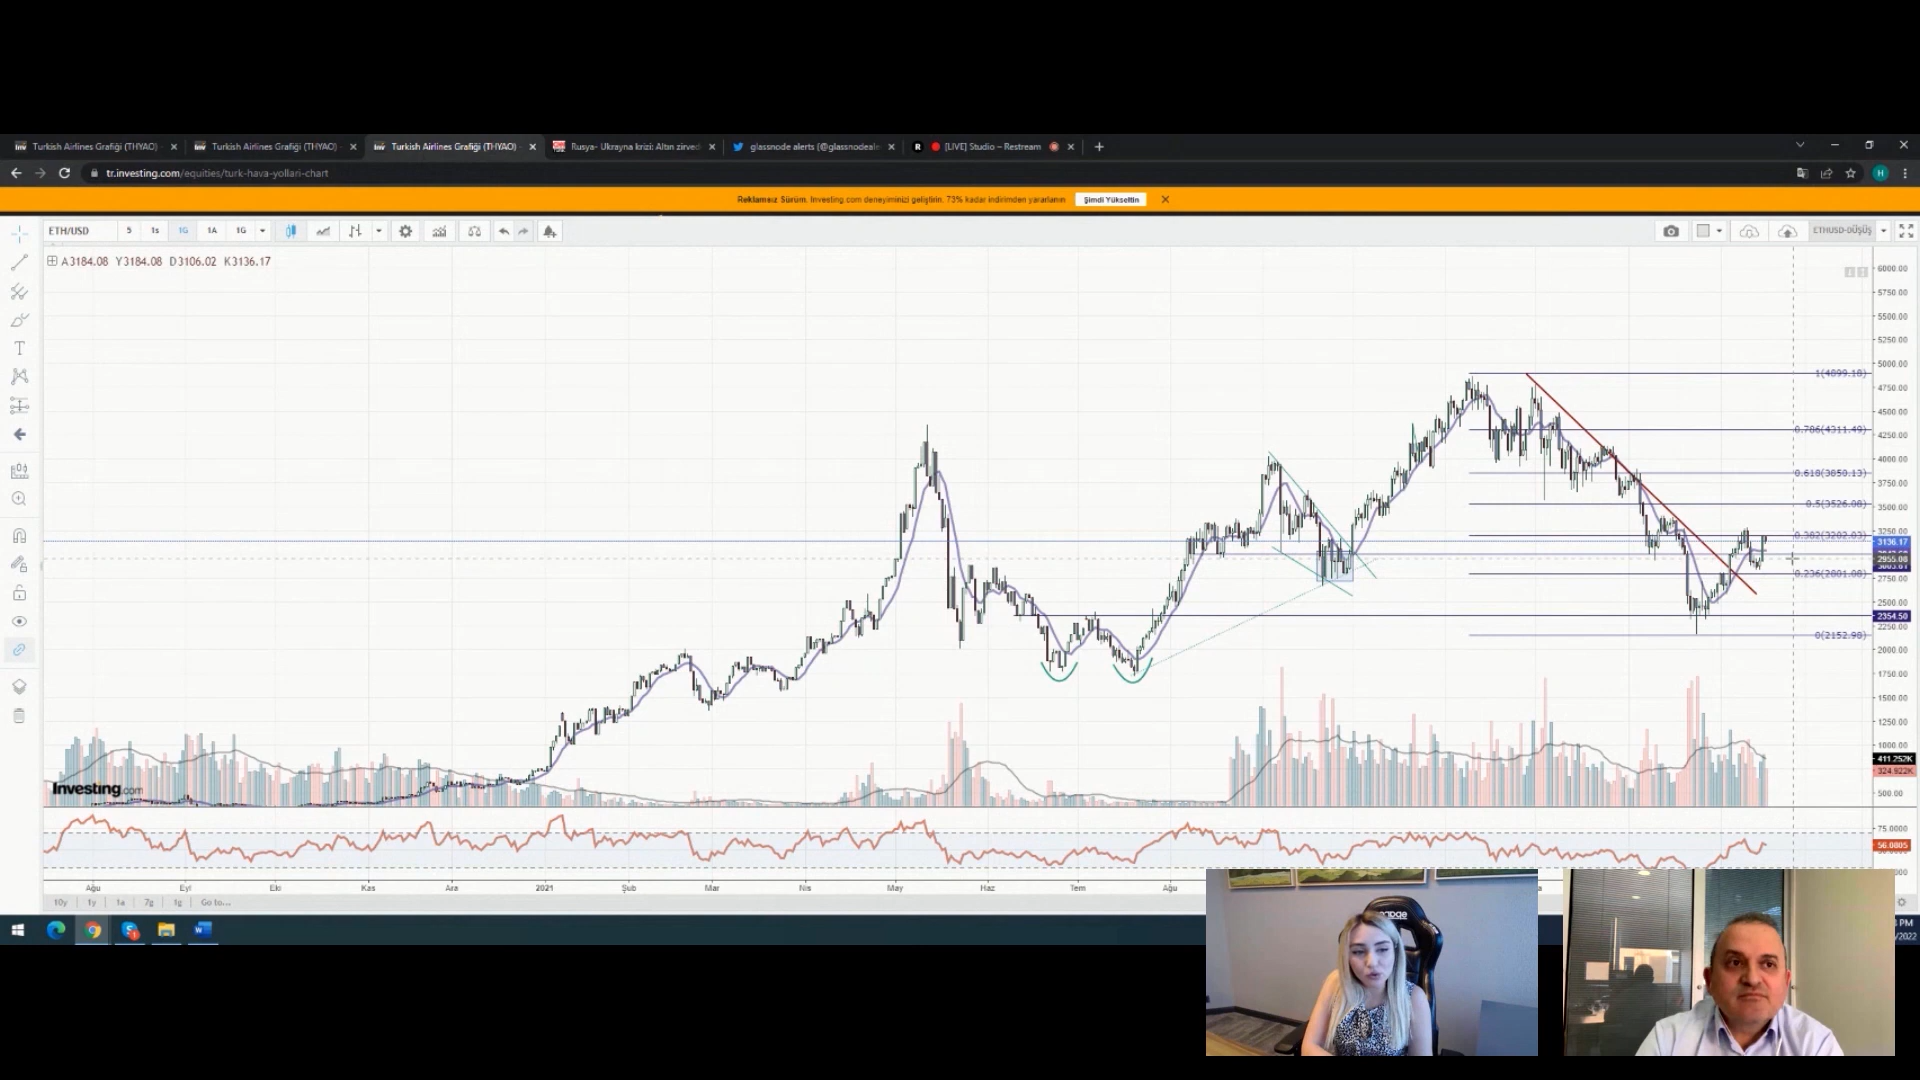 Turkish Airlines Grafiği (THYAO)
Turkish Airlines Grafiği (THYAO)
Turkish Airlines Grafiği (THYAO)
Rusya- Ukrayna krizi: Altın zirved
glassnode alerts (@glassnodeale
[LIVE] Studio – Restream
tr.investing.com/equities/turk-hava-yollari-chart
H
Reklamsız Sürüm. Investing.com deneyiminizi geliştirin. 73% kadar indirimden yararlanın
Şimdi Yükseltin
ETH/USD 5 1s 1G 1A 1G
ETHUSD-DÜŞÜŞ
A3184.08 Y3184.08 D3106.02 K3136.17
6000.00
5750.00
5500.00
5250.00
5000.00
1(4899.18)
4750.00
4500.00
0.786(4311.49)
4250.00
4000.00
0.618(3850.13)
3750.00
0.5(3526.08)
3500.00
3250.00
0.382(3202.03)
3136.17
2955.08
0.236(2801.08)
2750.00
2500.00
2354.50
2250.00
0(2152.98)
2000.00
1750.00
1500.00
1250.00
1000.00
411.252K
324.922K
500.00
Investing.com
75.0000
56.0805
Ağu Eyl Eki Kas Ara 2021 Şub Mar Nis May Haz Tem Ağu
10y 1y 1a 7g 1g Go to...
PM
/2022